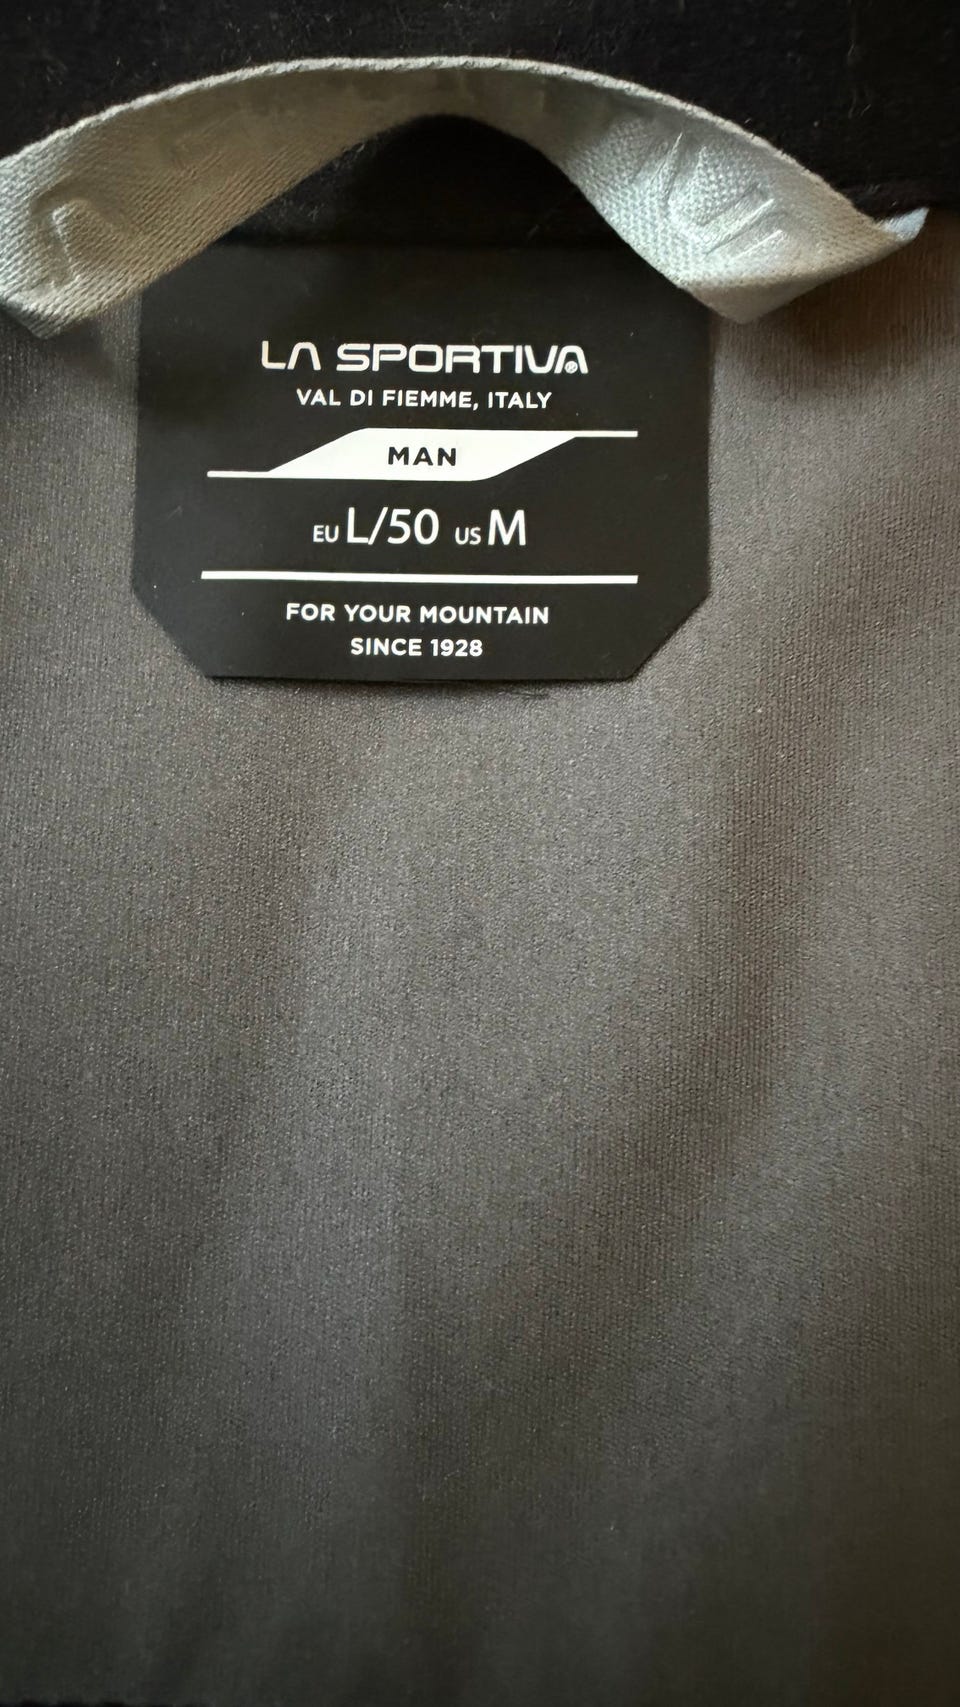 LA SPORTIVA®
VAL DI FIEMME, ITALY
MAN
EU L/50 US M
FOR YOUR MOUNTAIN
SINCE 1928